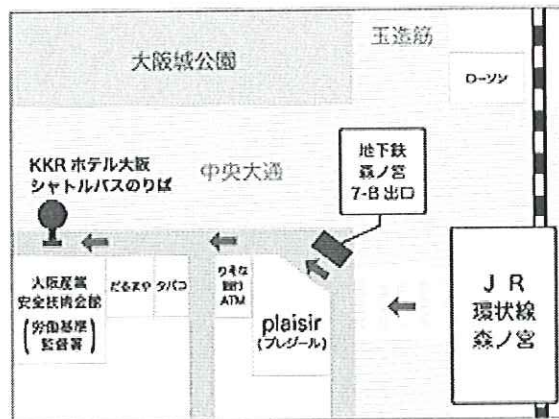 玉造筋
大阪城公園
ローソン
地下鉄
森ノ宮
7-B 出口
KKR ホテル大阪
シャトルバスのりば
中央大通
大阪産業
安全技術会館
(労働基準
監督署)
だるまや
タバコ
りそな
銀行
ATM
plaisir
(プレジール)
JR
環状線
森ノ宮